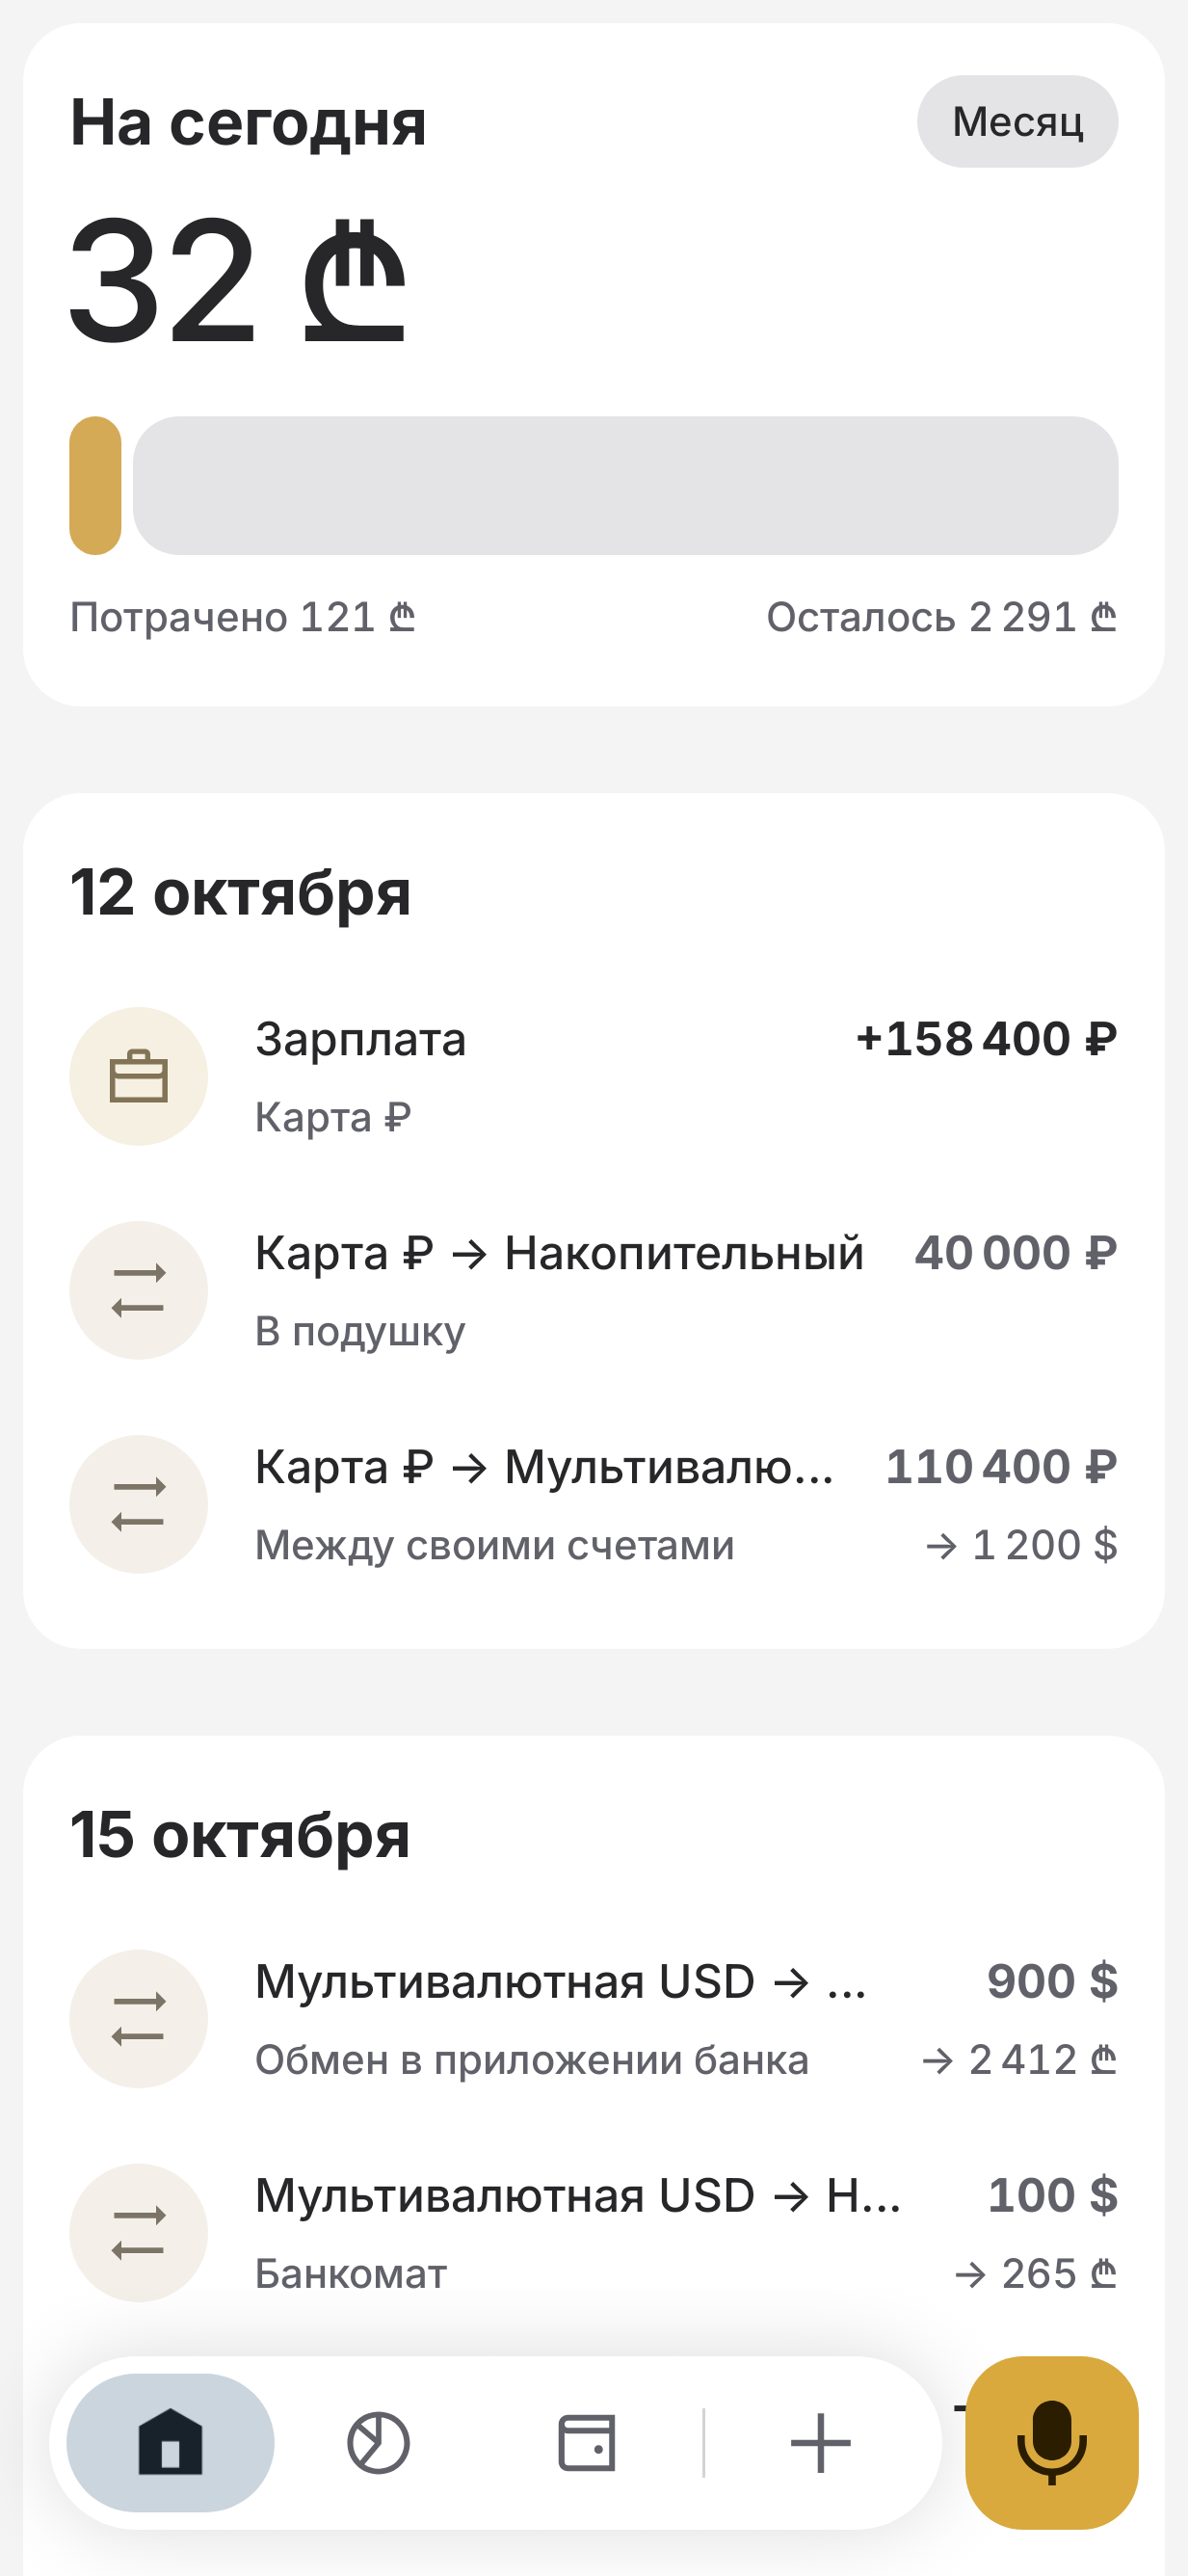 На сегодня
Месяц
32 ₾
Потрачено 121 ₾
Осталось 2 291 ₾
12 октября
Зарплата +158 400 ₽
Карта ₽
Карта ₽ → Накопительный 40 000 ₽
В подушку
Карта ₽ → Мультивалю... 110 400 ₽
Между своими счетами → 1 200 $
15 октября
Мультивалютная USD → ... 900 $
Обмен в приложении банка → 2 412 ₾
Мультивалютная USD → Н... 100 $
Банкомат → 265 ₾